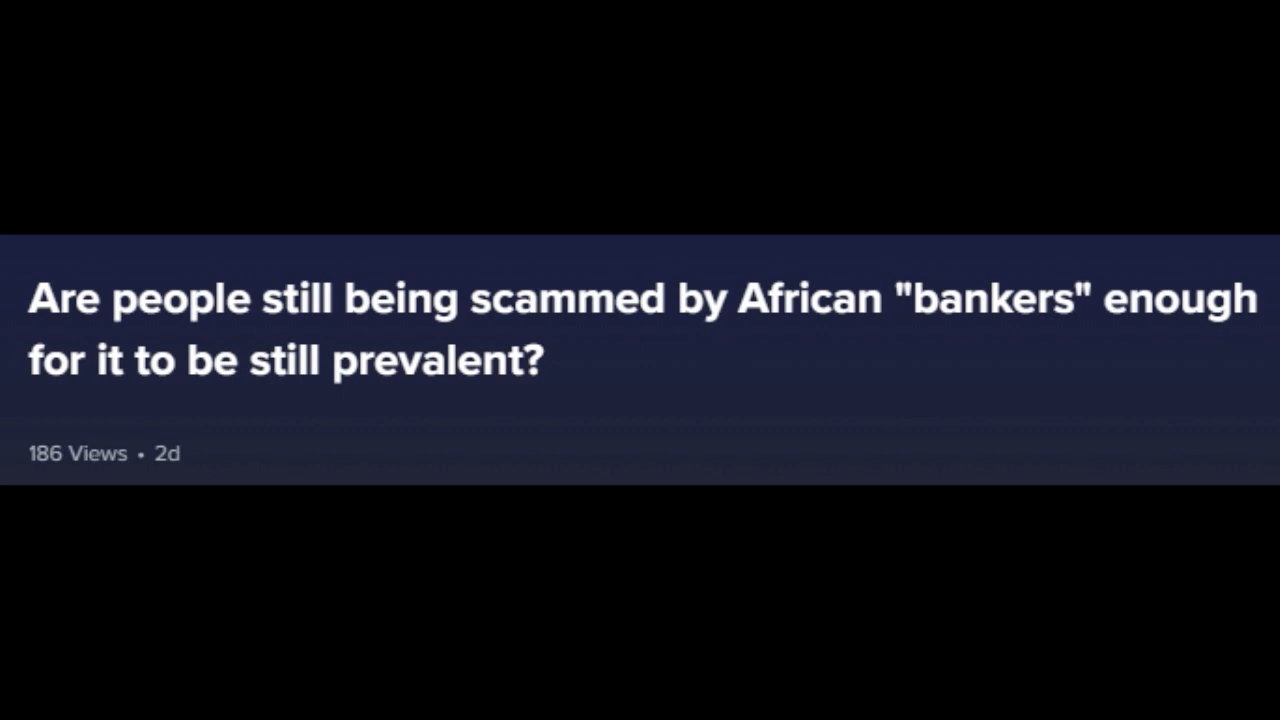 Are people still being scammed by African "bankers" enough
for it to be still prevalent?
186 Views • 2d